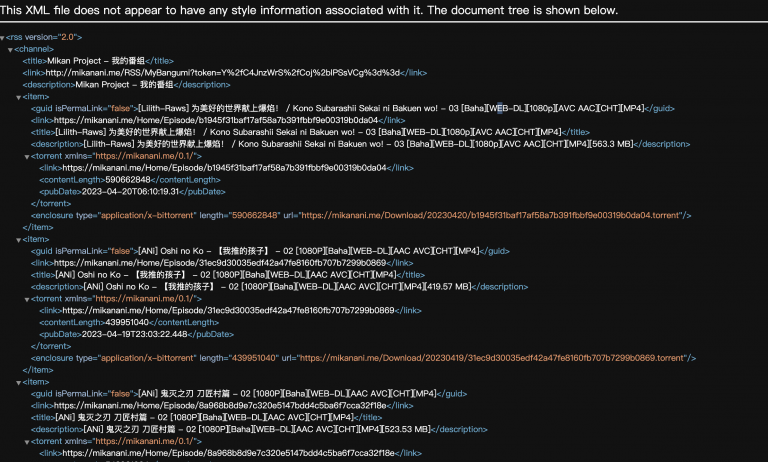 This XML file does not appear to have any style information associated with it. The document tree is shown below.
<rss version="2.0">
<channel>
<title>Mikan Project - 我的番组</title>
<link>http://mikanani.me/RSS/MyBangumi?token=Y%2fC4JnzWrS%2fCoj%2blPSsVCg%3d%3d</link>
<description>Mikan Project - 我的番组</description>
<item>
<guid isPermaLink="false">[Lilith-Raws] 为美好的世界献上爆焰！ / Kono Subarashii Sekai ni Bakuen wo! - 03 [Baha][WEB-DL][1080p][AVC AAC][CHT][MP4]</guid>
<link>https://mikanani.me/Home/Episode/b1945f31baf17af58a7b391fbbf9e00319b0da04</link>
<title>[Lilith-Raws] 为美好的世界献上爆焰！ / Kono Subarashii Sekai ni Bakuen wo! - 03 [Baha][WEB-DL][1080p][AVC AAC][CHT][MP4]</title>
<description>[Lilith-Raws] 为美好的世界献上爆焰！ / Kono Subarashii Sekai ni Bakuen wo! - 03 [Baha][WEB-DL][1080p][AVC AAC][CHT][MP4][563.3 MB]</description>
<torrent xmlns="https://mikanani.me/0.1/">
<link>https://mikanani.me/Home/Episode/b1945f31baf17af58a7b391fbbf9e00319b0da04</link>
<contentLength>590662848</contentLength>
<pubDate>2023-04-20T06:10:19.31</pubDate>
</torrent>
<enclosure type="application/x-bittorrent" length="590662848" url="https://mikanani.me/Download/20230420/b1945f31baf17af58a7b391fbbf9e00319b0da04.torrent"/>
</item>
<item>
<guid isPermaLink="false">[ANi] Oshi no Ko - 【我推的孩子】 - 02 [1080P][Baha][WEB-DL][AAC AVC][CHT][MP4]</guid>
<link>https://mikanani.me/Home/Episode/31ec9d30035edf42a47fe8160fb707b7299b0869</link>
<title>[ANi] Oshi no Ko - 【我推的孩子】 - 02 [1080P][Baha][WEB-DL][AAC AVC][CHT][MP4]</title>
<description>[ANi] Oshi no Ko - 【我推的孩子】 - 02 [1080P][Baha][WEB-DL][AAC AVC][CHT][MP4][419.57 MB]</description>
<torrent xmlns="https://mikanani.me/0.1/">
<link>https://mikanani.me/Home/Episode/31ec9d30035edf42a47fe8160fb707b7299b0869</link>
<contentLength>439951040</contentLength>
<pubDate>2023-04-19T23:03:22.448</pubDate>
</torrent>
<enclosure type="application/x-bittorrent" length="439951040" url="https://mikanani.me/Download/20230419/31ec9d30035edf42a47fe8160fb707b7299b0869.torrent"/>
</item>
<item>
<guid isPermaLink="false">[ANi] 鬼灭之刃 刀匠村篇 - 02 [1080P][Baha][WEB-DL][AAC AVC][CHT][MP4]</guid>
<link>https://mikanani.me/Home/Episode/8a968b8d9e7c320e5147bdd4c5ba6f7cca32f18e</link>
<title>[ANi] 鬼灭之刃 刀匠村篇 - 02 [1080P][Baha][WEB-DL][AAC AVC][CHT][MP4]</title>
<description>[ANi] 鬼灭之刃 刀匠村篇 - 02 [1080P][Baha][WEB-DL][AAC AVC][CHT][MP4][523.53 MB]</description>
<torrent xmlns="https://mikanani.me/0.1/">
<link>https://mikanani.me/Home/Episode/8a968b8d9e7c320e5147bdd4c5ba6f7cca32f18e</link>